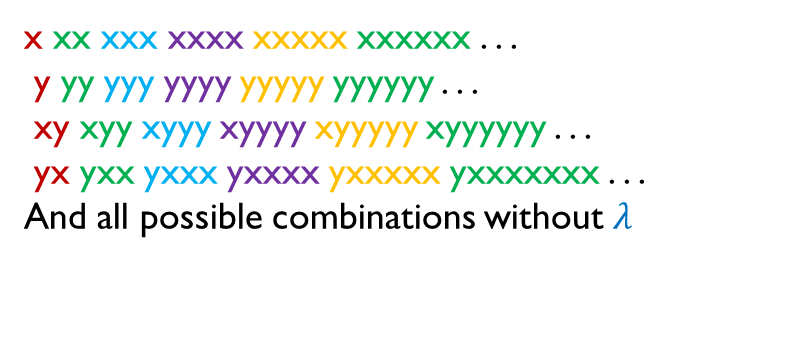 x xx xxx xxxx xxxxx xxxxxx ...
y yy yyy yyyy yyyyy yyyyyy ...
xy xyy xyyy xyyyy xyyyyy xyyyyyy ...
yx yxx yxxx yxxxx yxxxxx yxxxxxxx ...
And all possible combinations without λ